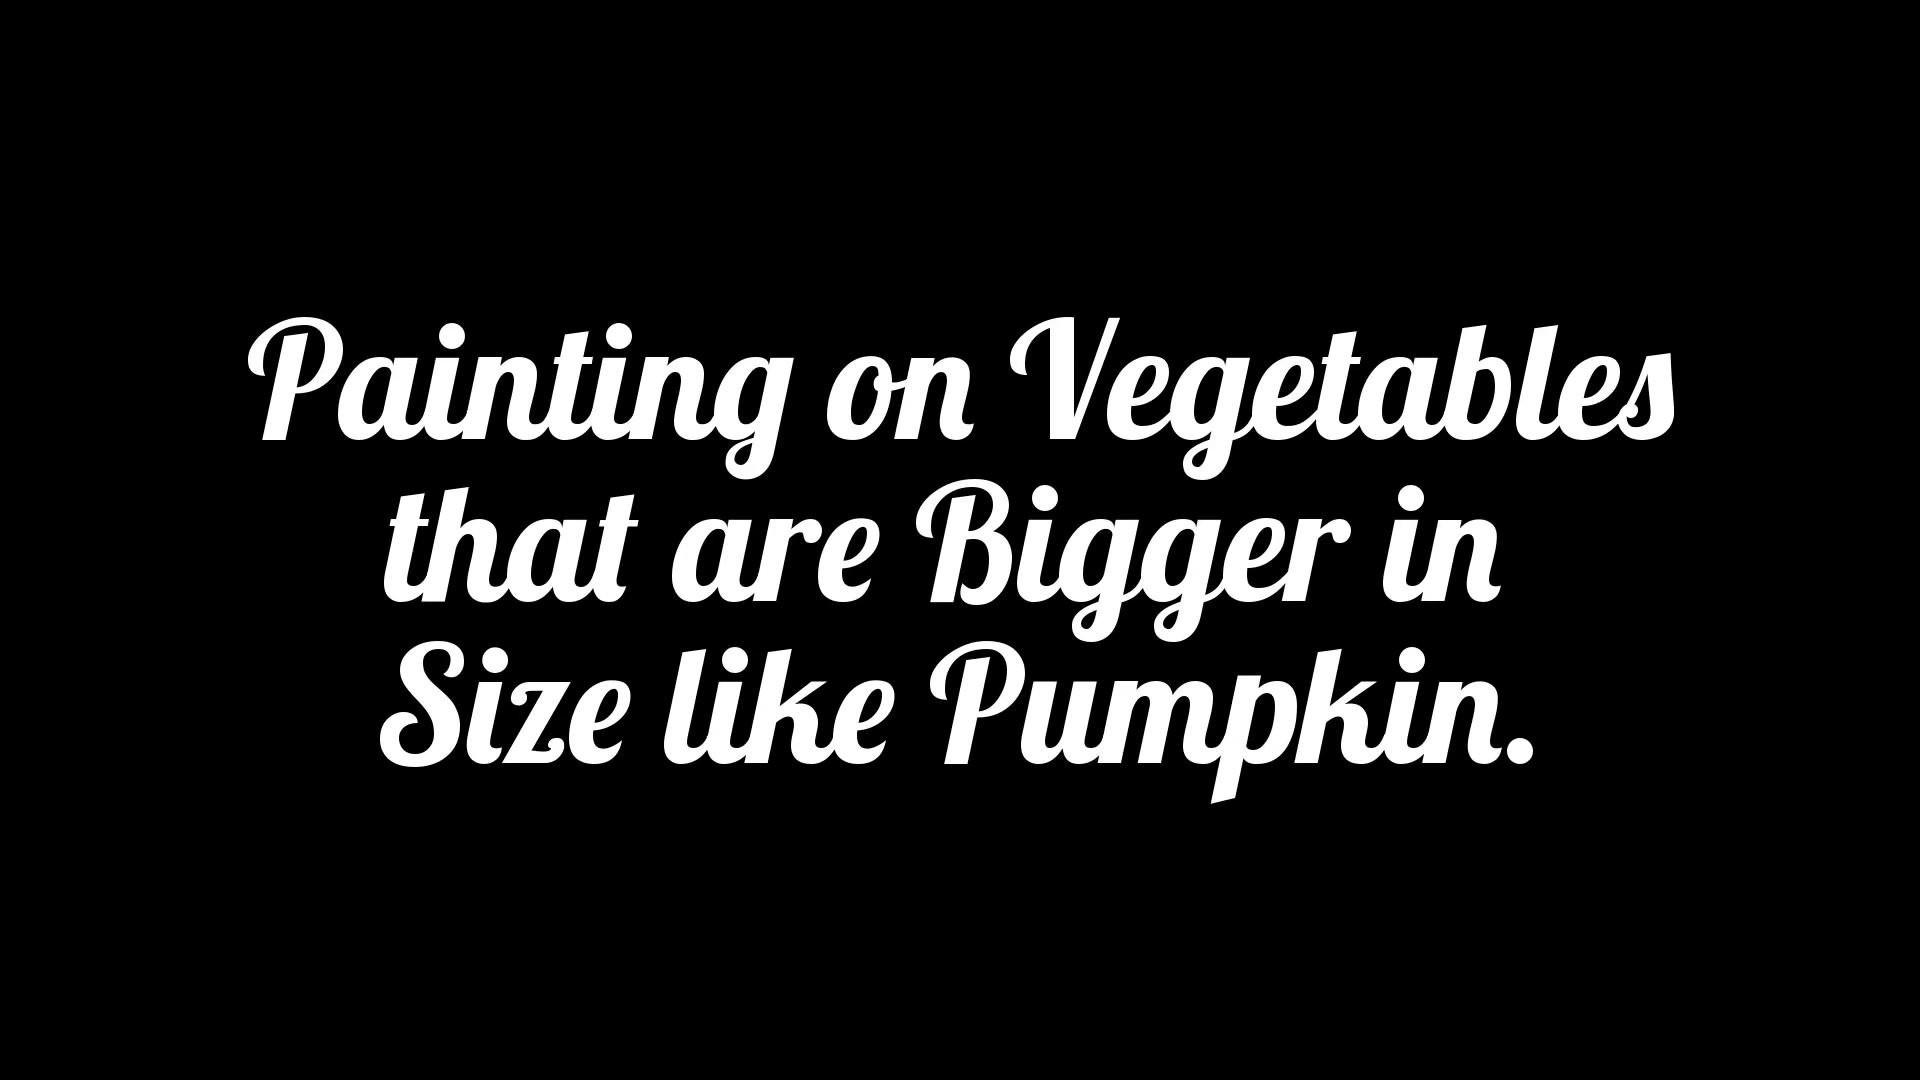 Painting on Vegetables
that are Bigger in
Size like Pumpkin.